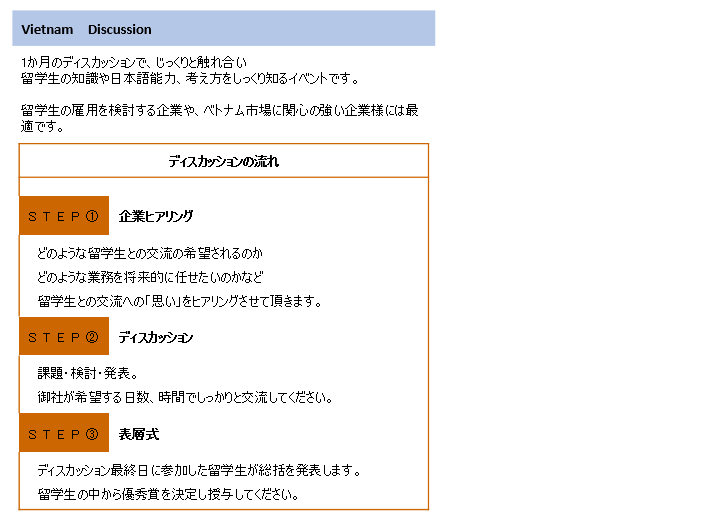 Vietnam Discussion
1か月のディスカッションで、じっくりと触れ合い
留学生の知識や日本語能力、考え方をしっくり知るイベントです。
留学生の雇用を検討する企業や、ベトナム市場に関心の強い企業様には最
適です。
ディスカッションの流れ
ＳＴＥＰ① 企業ヒアリング
どのような留学生との交流の希望されるのか
どのような業務を将来的に任せたいのかなど
留学生との交流への「思い」をヒアリングさせて頂きます。
ＳＴＥＰ② ディスカッション
課題・検討・発表。
御社が希望する日数、時間でしっかりと交流してください。
ＳＴＥＰ③ 表層式
ディスカッション最終日に参加した留学生が総括を発表します。
留学生の中から優秀賞を決定し授与してください。